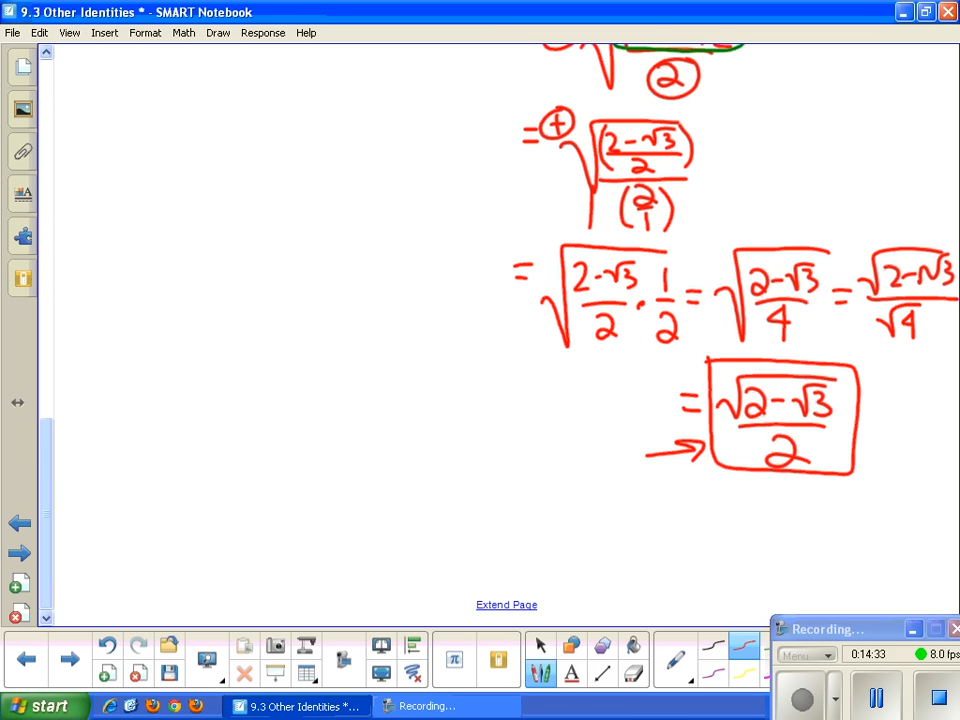 9.3 Other Identities * - SMART Notebook
File Edit View Insert Format Math Draw Response Help
2
= + √(((2-√3)/2)/(2/1))
= √((2-√3)/2 · 1/2) = √((2-√3)/4) = √(2-√3)/√4
= √(2-√3)/2
Extend Page
Recording...
Menu
0:14:33
8.0 fps
start
9.3 Other Identities *...
Recording...